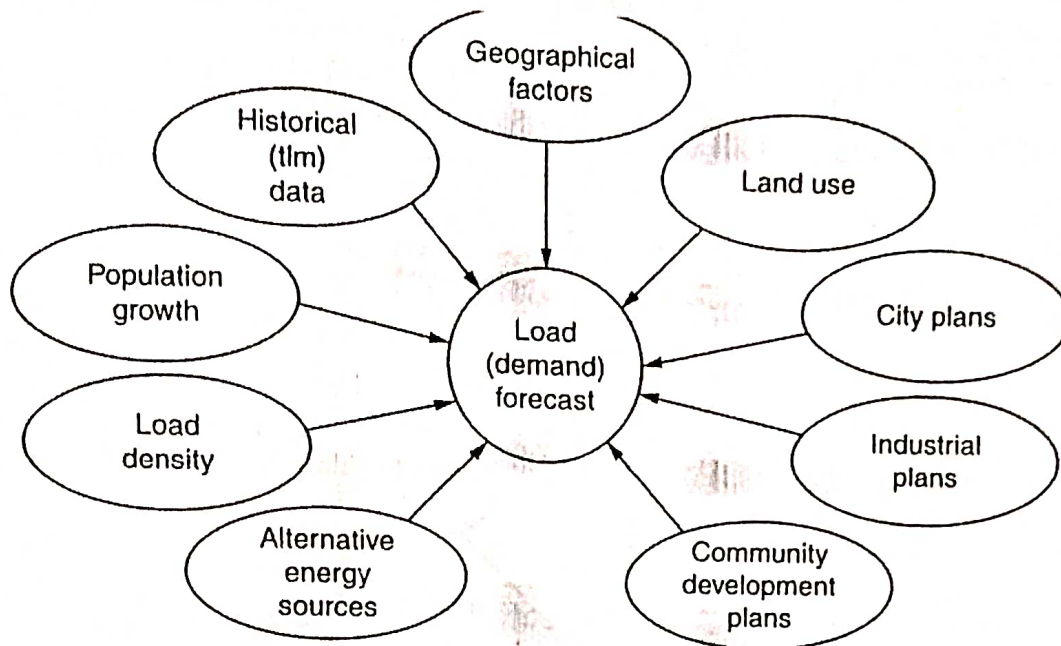 Geographical
factors
Historical
(tlm)
data
Land use
Population
growth
Load
(demand)
forecast
City plans
Load
density
Industrial
plans
Alternative
energy
sources
Community
development
plans